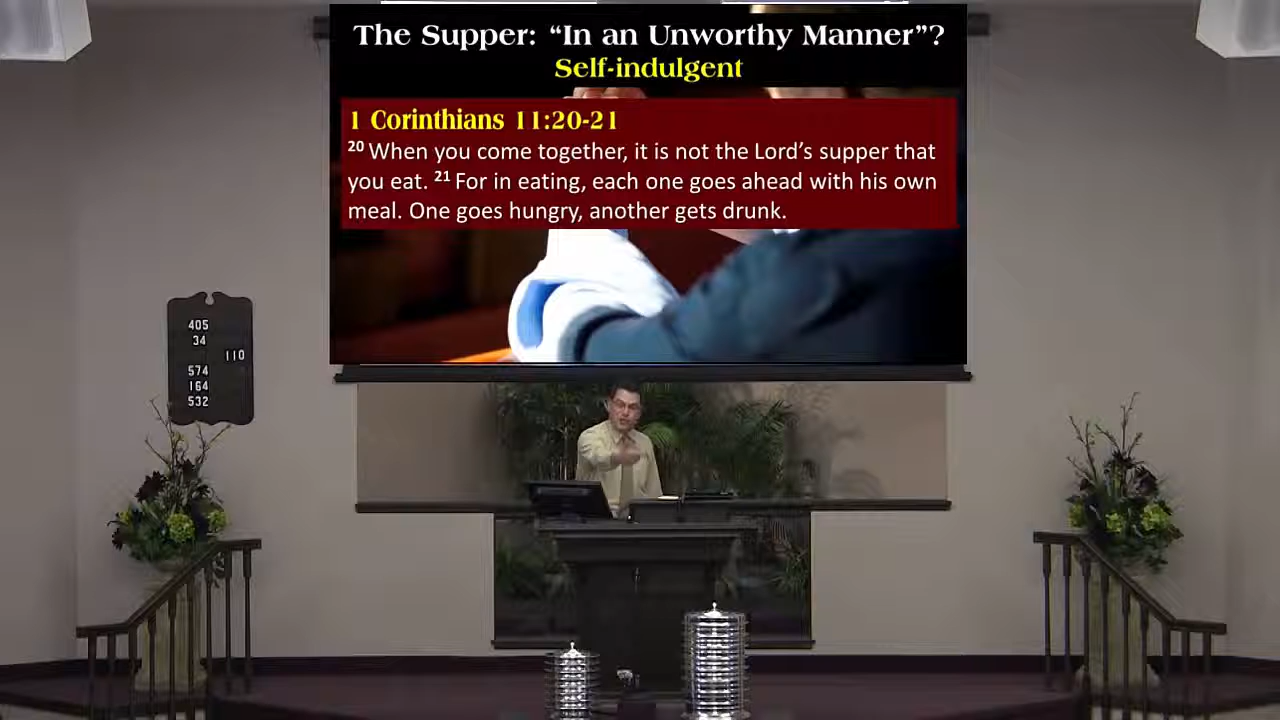 The Supper: “In an Unworthy Manner”?
Self-indulgent
1 Corinthians 11:20-21
20 When you come together, it is not the Lord’s supper that
you eat. 21 For in eating, each one goes ahead with his own
meal. One goes hungry, another gets drunk.
405
34
110
574
164
532